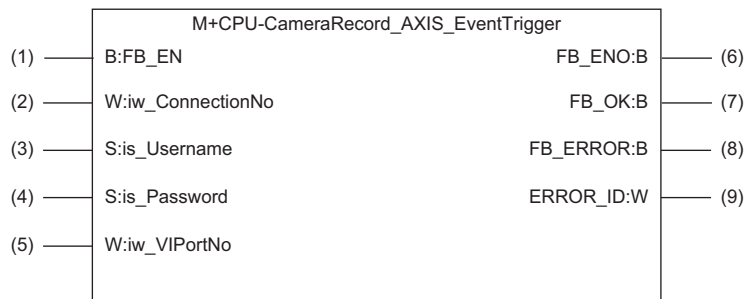 M+CPU-CameraRecord_AXIS_EventTrigger
(1) B:FB_EN FB_ENO:B (6)
(2) W:iw_ConnectionNo FB_OK:B (7)
(3) S:is_Username FB_ERROR:B (8)
(4) S:is_Password ERROR_ID:W (9)
(5) W:iw_VIPortNo